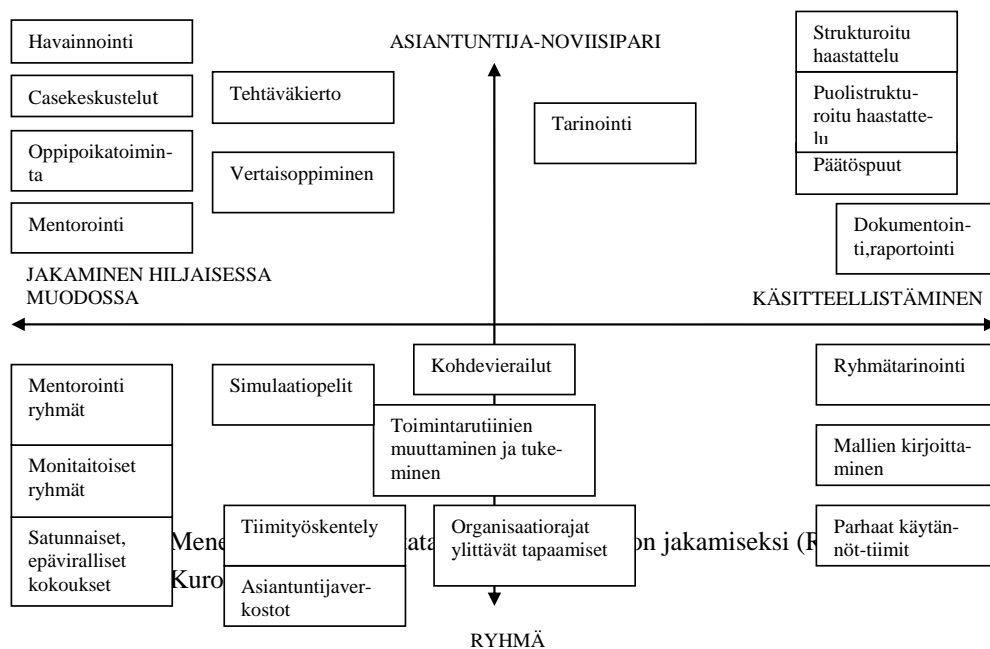 Havainnointi
ASIANTUNTIJA-NOVIISIPARI
Strukturoitu
haastattelu
Casekeskustelut
Tehtäväkierto
Tarinointi
Puolistruktu-
roitu haastatte-
lu
Oppipoikatoimin-
ta
Vertaisoppiminen
Päätöspuut
Mentorointi
Dokumentoin-
ti,raportointi
JAKAMINEN HILJAISESSA
MUODOSSA
KÄSITTEELLISTÄMINEN
Mentorointi
ryhmät
Simulaatiopelit
Kohdevierailut
Ryhmätarinointi
Toimintarutiinien
muuttaminen ja tuke-
minen
Monitaitoiset
ryhmät
Mallien kirjoitta-
minen
Satunnaiset,
epäviralliset
kokoukset
Tiimityöskentely
Organisaatiorajat
ylittävät tapaamiset
Parhaat käytän-
nöt-tiimit
jakamiseksi
Asiantuntijaver-
kostot
RYHMÄ